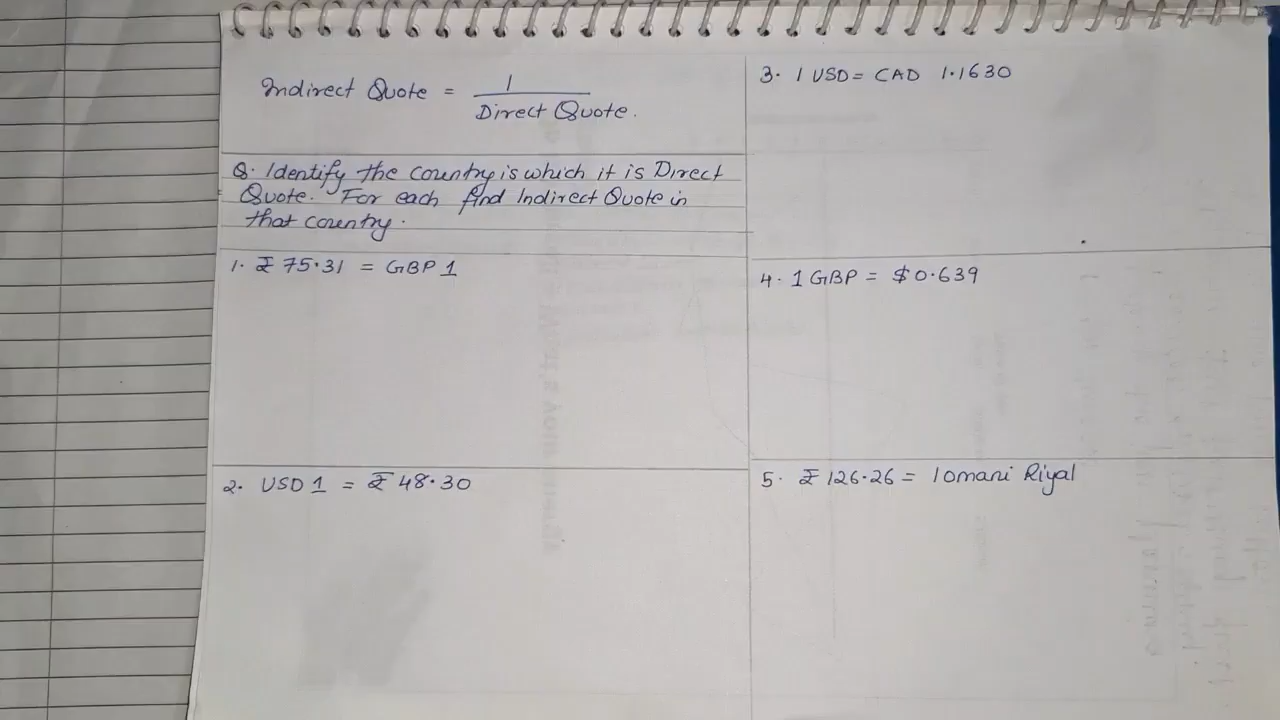 Indirect Quote = 1
Direct Quote.
Q. Identify the country is which it is Direct
Quote. For each find Indirect Quote in
that country.
1. ₹ 75.31 = GBP 1
2. USD 1 = ₹ 48.30
3. 1 USD = CAD 1.1630
4. 1 GBP = $ 0.639
5. ₹ 126.26 = 1 Omani Riyal